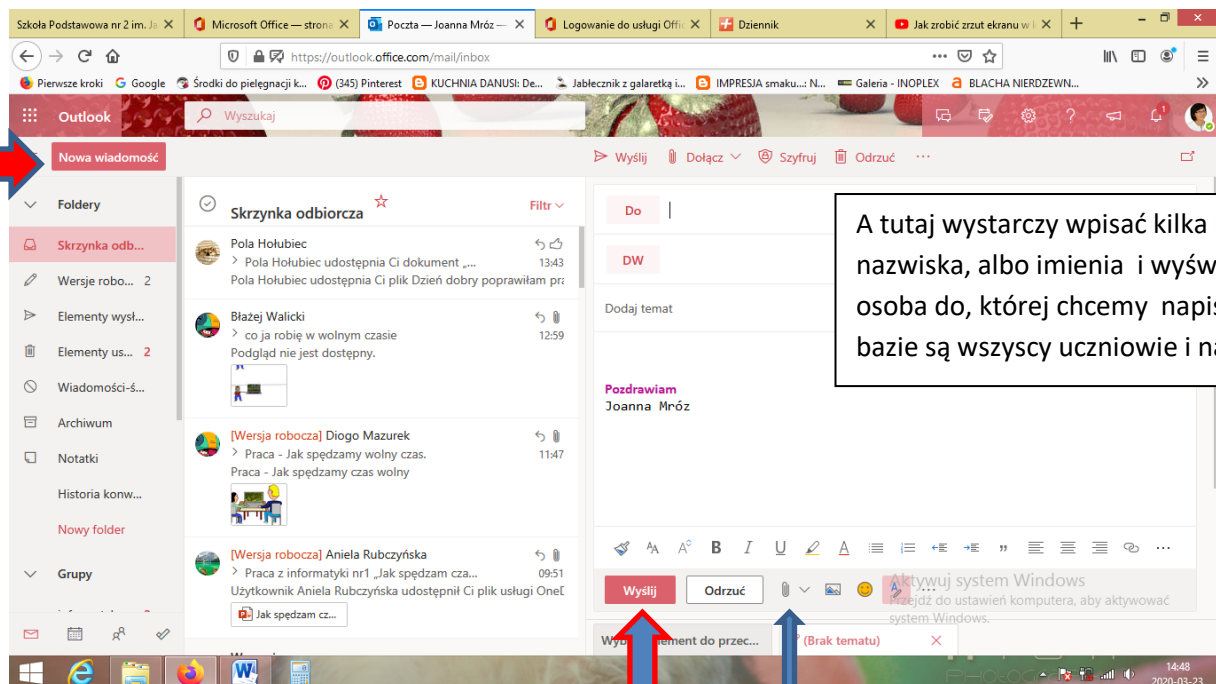 Szkoła Podstawowa nr 2 im. Ja
Microsoft Office — strona
Poczta — Joanna Mróz —
Logowanie do usługi Offic
Dziennik
Jak zrobić zrzut ekranu w
https://outlook.office.com/mail/inbox
Pierwsze kroki
Google
Środki do pielęgnacji k...
(345) Pinterest
KUCHNIA DANUSI: De...
Jabłecznik z galaretką i...
IMPRESJA smaku...: N...
Galeria - INOPLEX
BLACHA NIERDZEWN...
Outlook
Wyszukaj
Nowa wiadomość
Wyślij
Dołącz
Szyfruj
Odrzuć
Foldery
Skrzynka odb...
Wersje robo... 2
Elementy wysł...
Elementy us... 2
Wiadomości-ś...
Archiwum
Notatki
Historia konw...
Nowy folder
Grupy
Skrzynka odbiorcza
Filtr
Pola Hołubiec
Pola Hołubiec udostępnia Ci dokument „... 13:43
Pola Hołubiec udostępnia Ci plik Dzień dobry poprawiłam pra
Błażej Walicki
co ja robię w wolnym czasie 12:59
Podgląd nie jest dostępny.
[Wersja robocza] Diogo Mazurek
Praca - Jak spędzamy wolny czas. 11:47
Praca - Jak spędzamy czas wolny
[Wersja robocza] Aniela Rubczyńska
Praca z informatyki nr1 „Jak spędzam cza... 09:51
Użytkownik Aniela Rubczyńska udostępnił Ci plik usługi OneD
Jak spędzam cz...
Do
DW
Dodaj temat
A tutaj wystarczy wpisać kilka
nazwiska, albo imienia i wyśw
osoba do, której chcemy napis
bazie są wszyscy uczniowie i na
Pozdrawiam
Joanna Mróz
B I U A
Wyślij
Odrzuć
Aktywuj system Windows
Przejdź do ustawień komputera, aby aktywować
system Windows.
do przec...
(Brak tematu)
14:48
2020-03-23